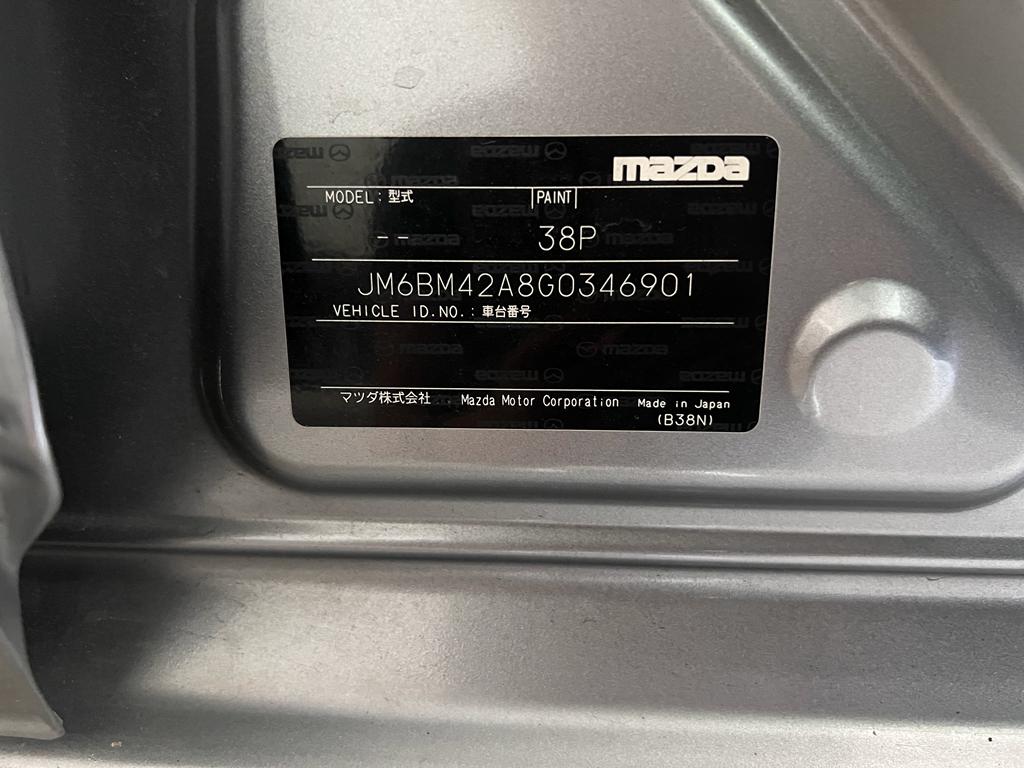 mazda
MODEL:型式 |PAINT|
-- 38P
JM6BM42A8G0346901
VEHICLE ID.NO.:車台番号
マツダ株式会社 Mazda Motor Corporation Made in Japan
(B38N)